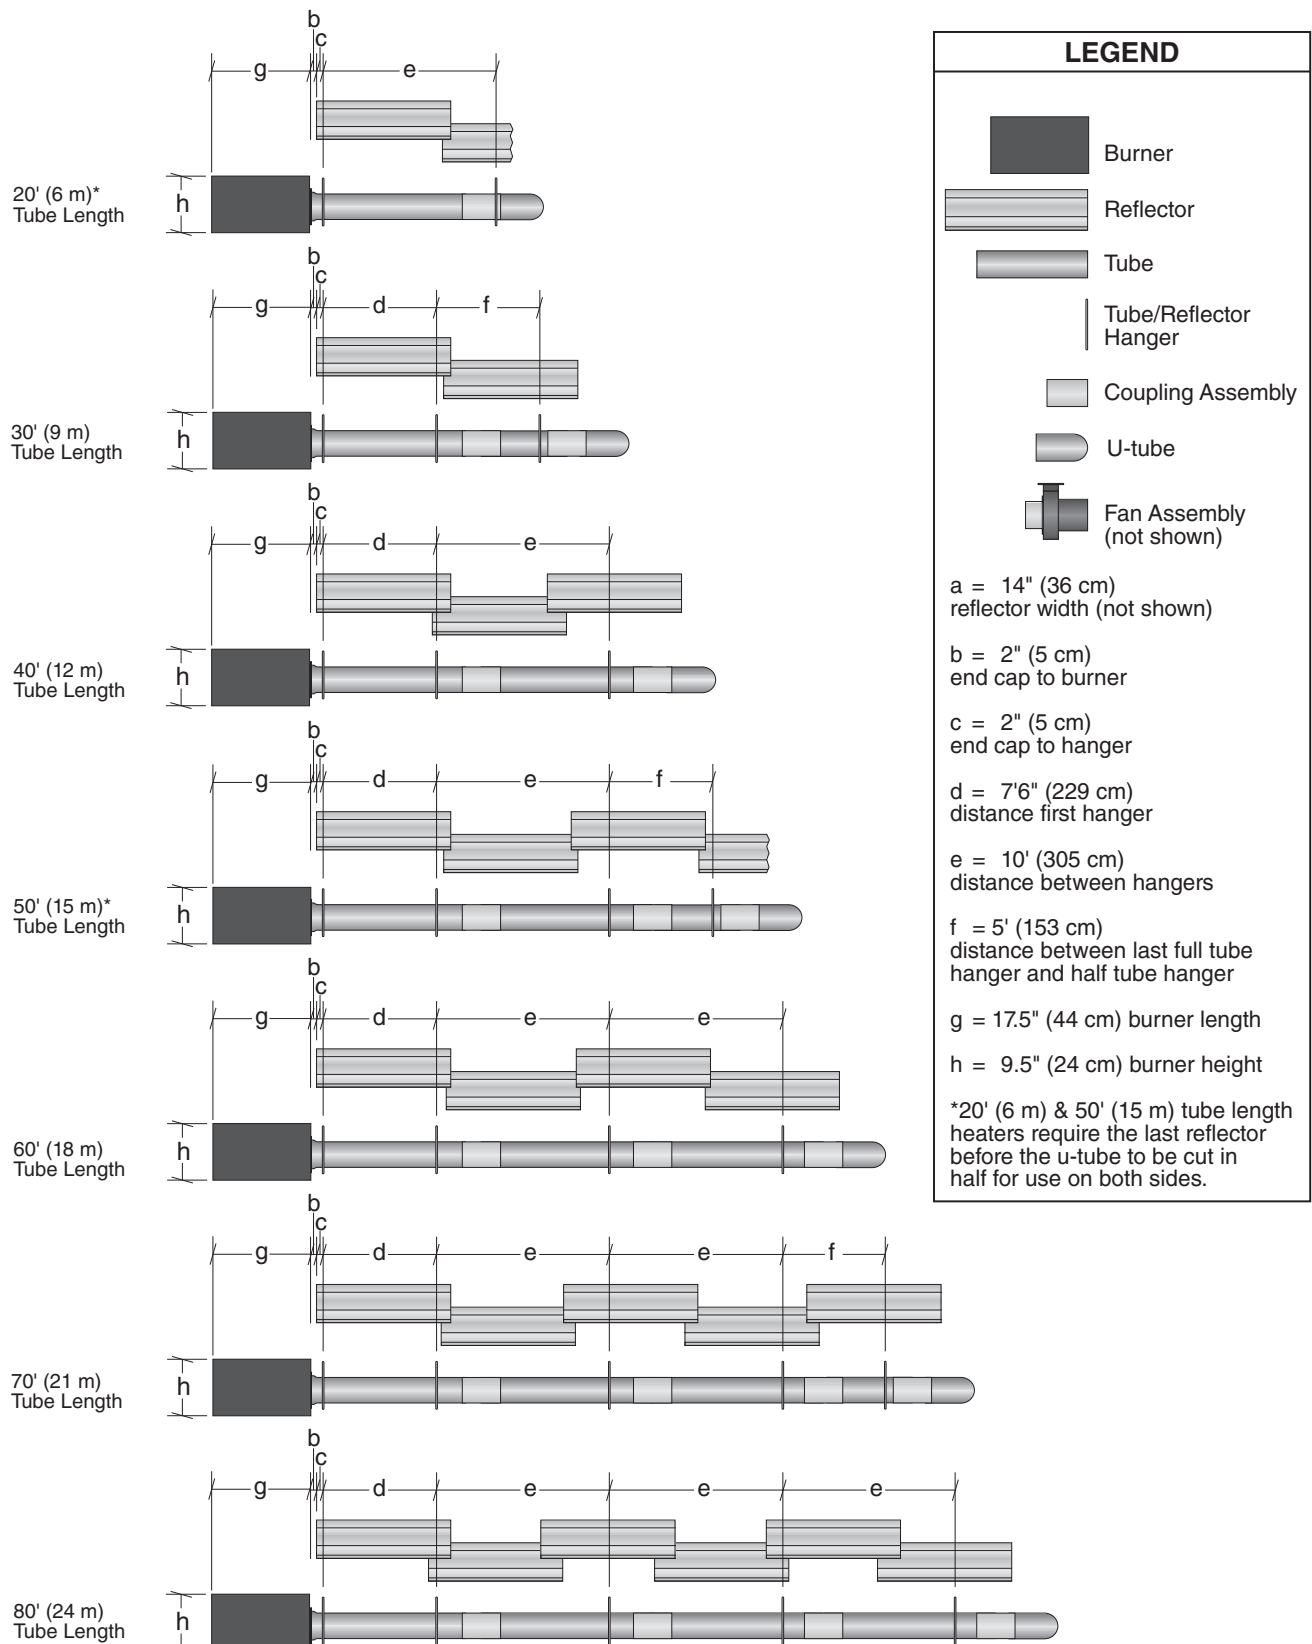 b
c
g
e
20' (6 m)*
Tube Length
h
b
c
g
d
f
30' (9 m)
Tube Length
h
b
c
g
d
e
40' (12 m)
Tube Length
h
b
c
g
d
e
f
50' (15 m)*
Tube Length
h
b
c
g
d
e
e
60' (18 m)
Tube Length
h
b
c
g
d
e
e
f
70' (21 m)
Tube Length
h
b
c
g
d
e
e
e
80' (24 m)
Tube Length
h
LEGEND
Burner
Reflector
Tube
Tube/Reflector
Hanger
Coupling Assembly
U-tube
Fan Assembly
(not shown)
a = 14" (36 cm)
reflector width (not shown)
b = 2" (5 cm)
end cap to burner
c = 2" (5 cm)
end cap to hanger
d = 7'6" (229 cm)
distance first hanger
e = 10' (305 cm)
distance between hangers
f = 5' (153 cm)
distance between last full tube
hanger and half tube hanger
g = 17.5" (44 cm) burner length
h = 9.5" (24 cm) burner height
*20' (6 m) & 50' (15 m) tube length
heaters require the last reflector
before the u-tube to be cut in
half for use on both sides.